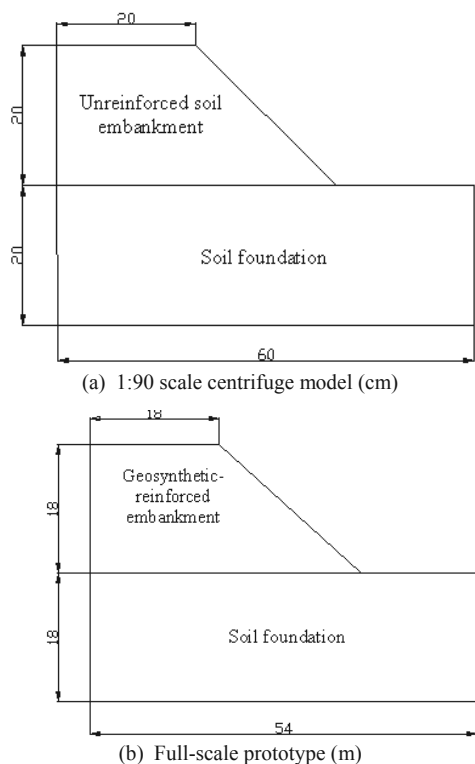 20
20
Unreinforced soil
embankment
20
Soil foundation
60
(a) 1:90 scale centrifuge model (cm)
18
18
Geosynthetic-
reinforced
embankment
18
Soil foundation
54
(b) Full-scale prototype (m)